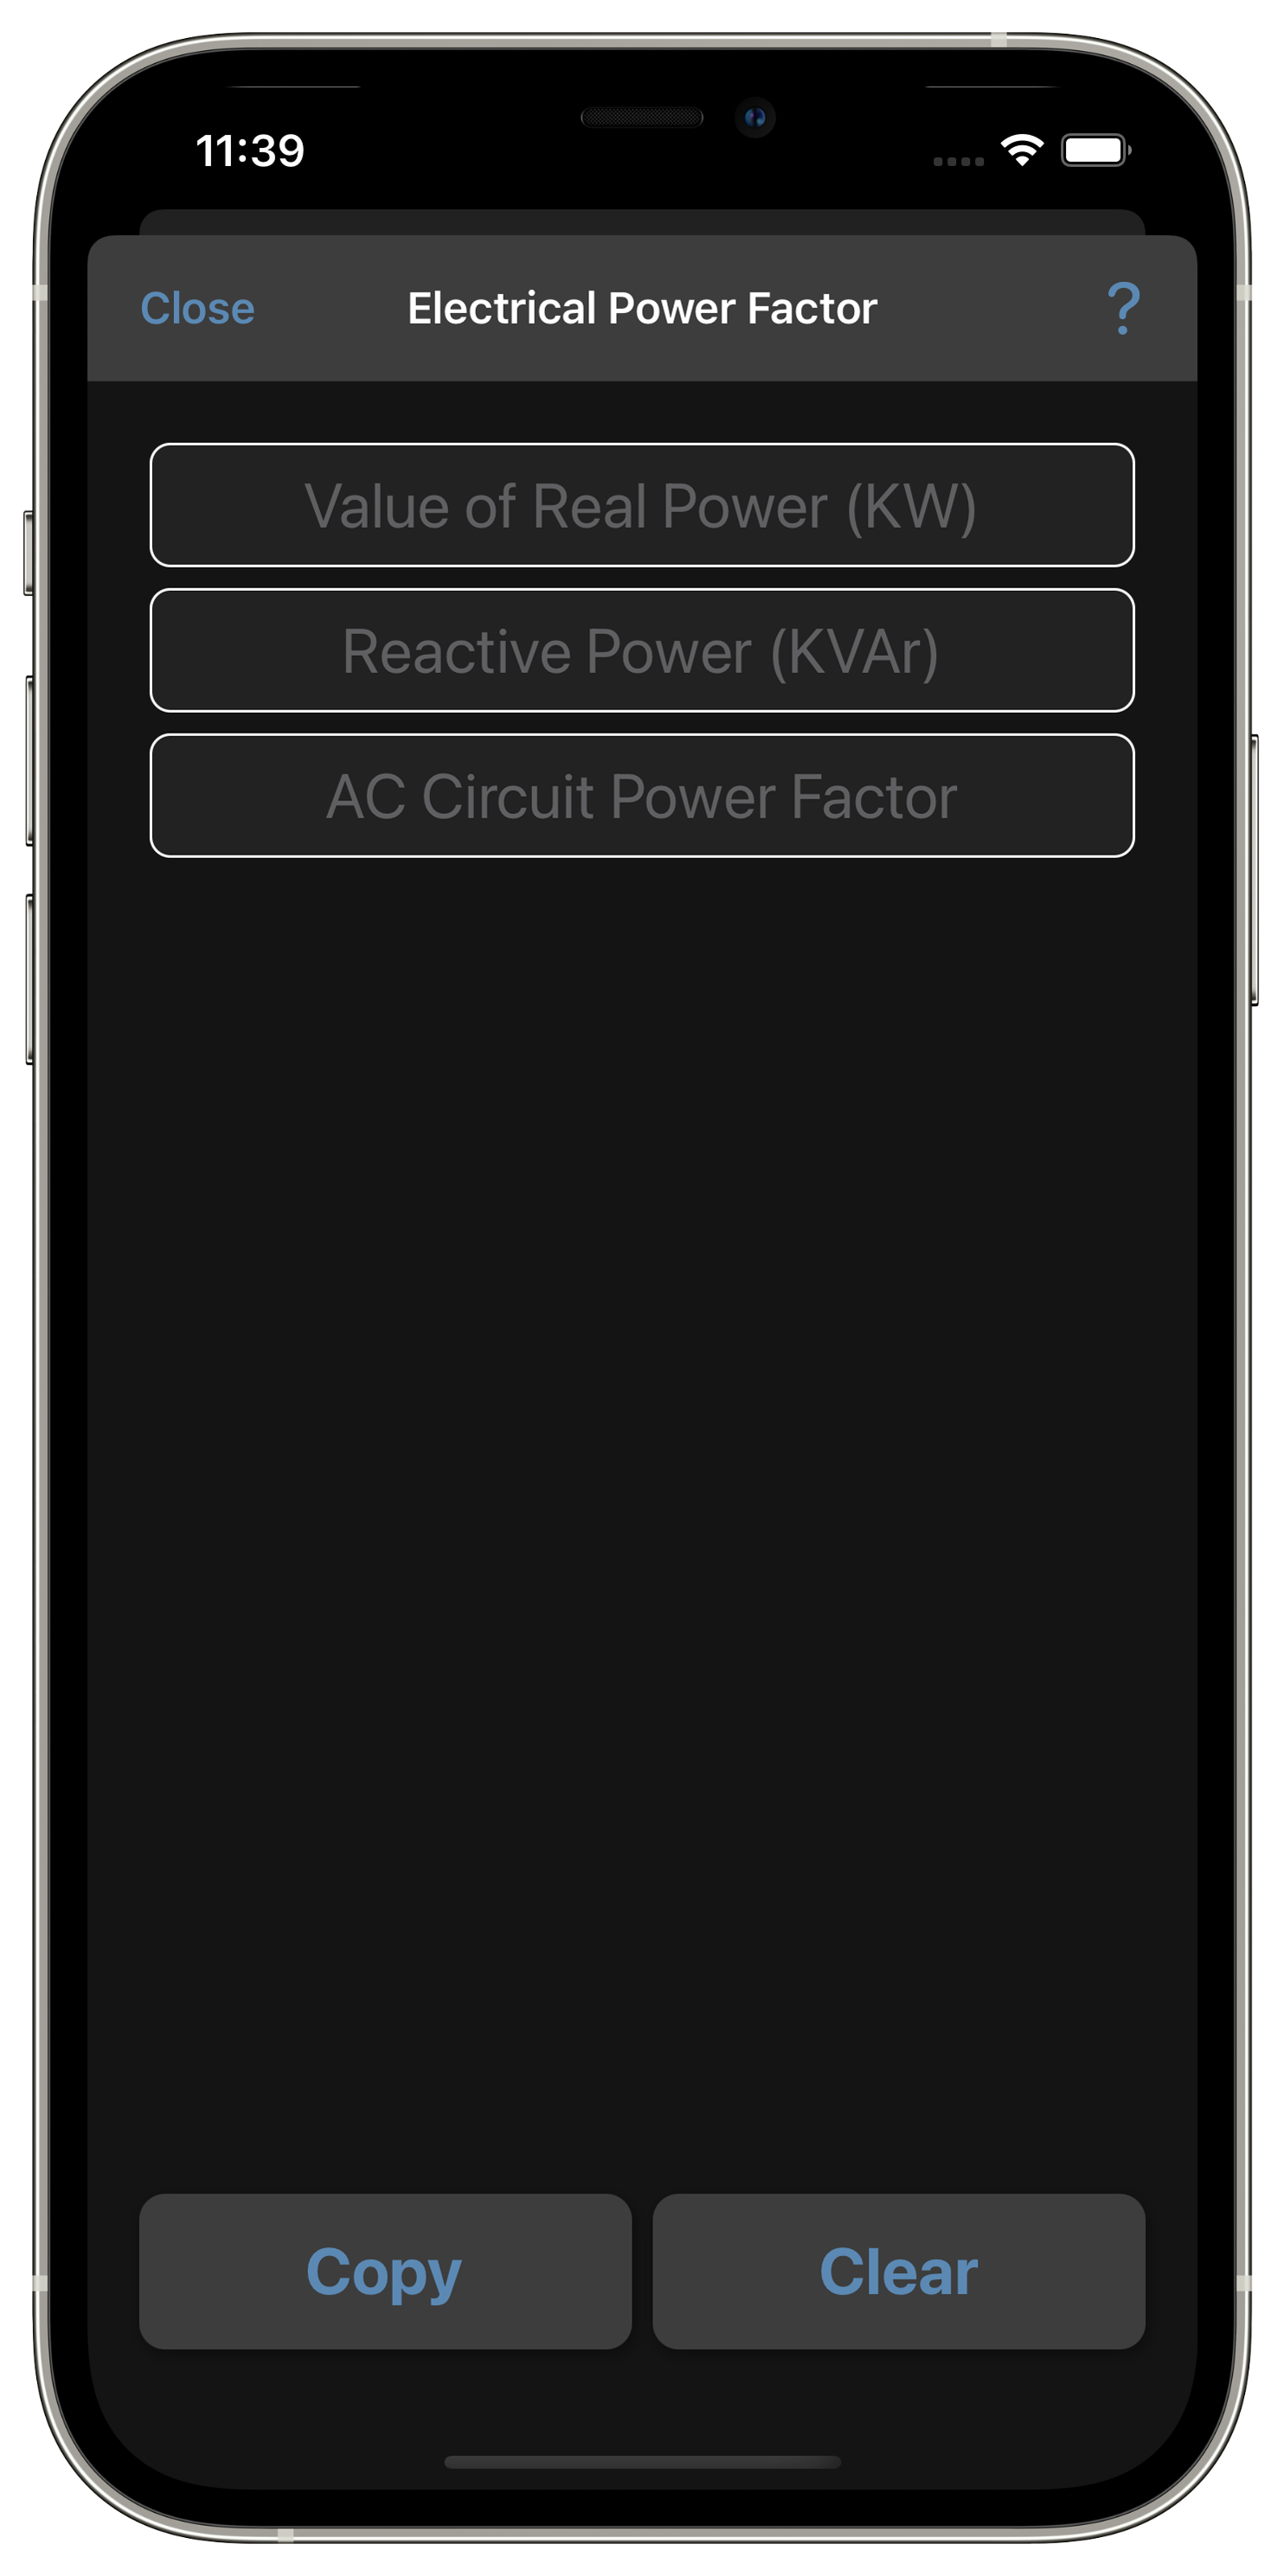 11:39
Close Electrical Power Factor ?
Value of Real Power (KW)
Reactive Power (KVAr)
AC Circuit Power Factor
Copy Clear